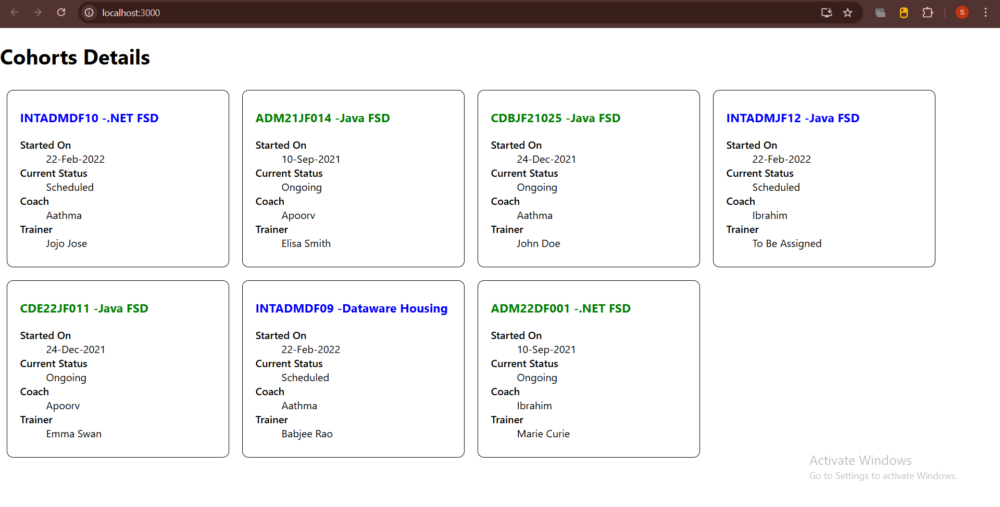 localhost:3000
S
Cohorts Details
INTADMDF10 -.NET FSD
Started On
22-Feb-2022
Current Status
Scheduled
Coach
Aathma
Trainer
Jojo Jose
ADM21JF014 -Java FSD
Started On
10-Sep-2021
Current Status
Ongoing
Coach
Apoorv
Trainer
Elisa Smith
CDBJF21025 -Java FSD
Started On
24-Dec-2021
Current Status
Ongoing
Coach
Aathma
Trainer
John Doe
INTADMJF12 -Java FSD
Started On
22-Feb-2022
Current Status
Scheduled
Coach
Ibrahim
Trainer
To Be Assigned
CDE22JF011 -Java FSD
Started On
24-Dec-2021
Current Status
Ongoing
Coach
Apoorv
Trainer
Emma Swan
INTADMDF09 -Dataware Housing
Started On
22-Feb-2022
Current Status
Scheduled
Coach
Aathma
Trainer
Babjee Rao
ADM22DF001 -.NET FSD
Started On
10-Sep-2021
Current Status
Ongoing
Coach
Ibrahim
Trainer
Marie Curie
Activate Windows
Go to Settings to activate Windows.